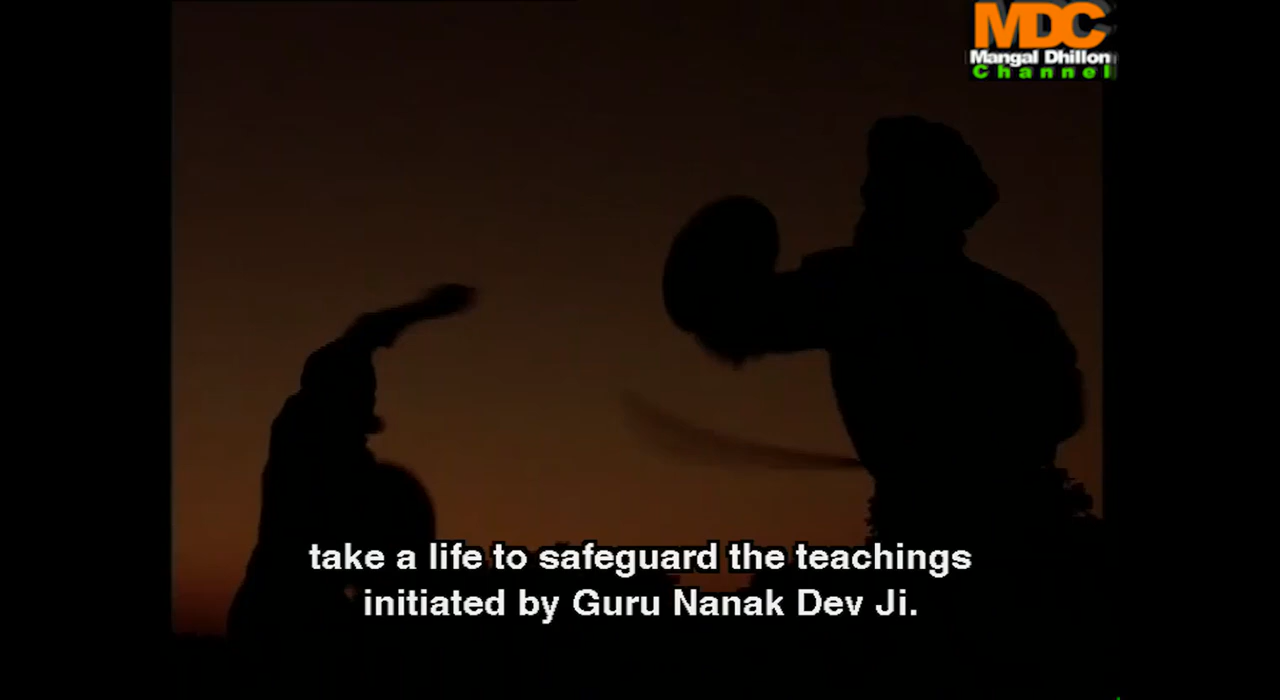 MDC
Mangal Dhillon
Channel
take a life to safeguard the teachings
initiated by Guru Nanak Dev Ji.